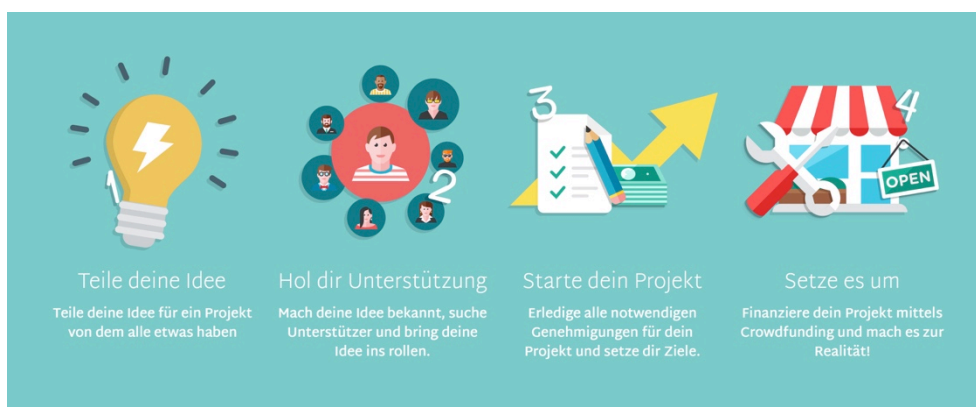 1
2
3
4
OPEN
Teile deine Idee
Teile deine Idee für ein Projekt
von dem alle etwas haben
Hol dir Unterstützung
Mach deine Idee bekannt, suche
Unterstützer und bring deine
Idee ins rollen.
Starte dein Projekt
Erledige alle notwendigen
Genehmigungen für dein
Projekt und setze dir Ziele.
Setze es um
Finanziere dein Projekt mittels
Crowdfunding und mach es zur
Realität!